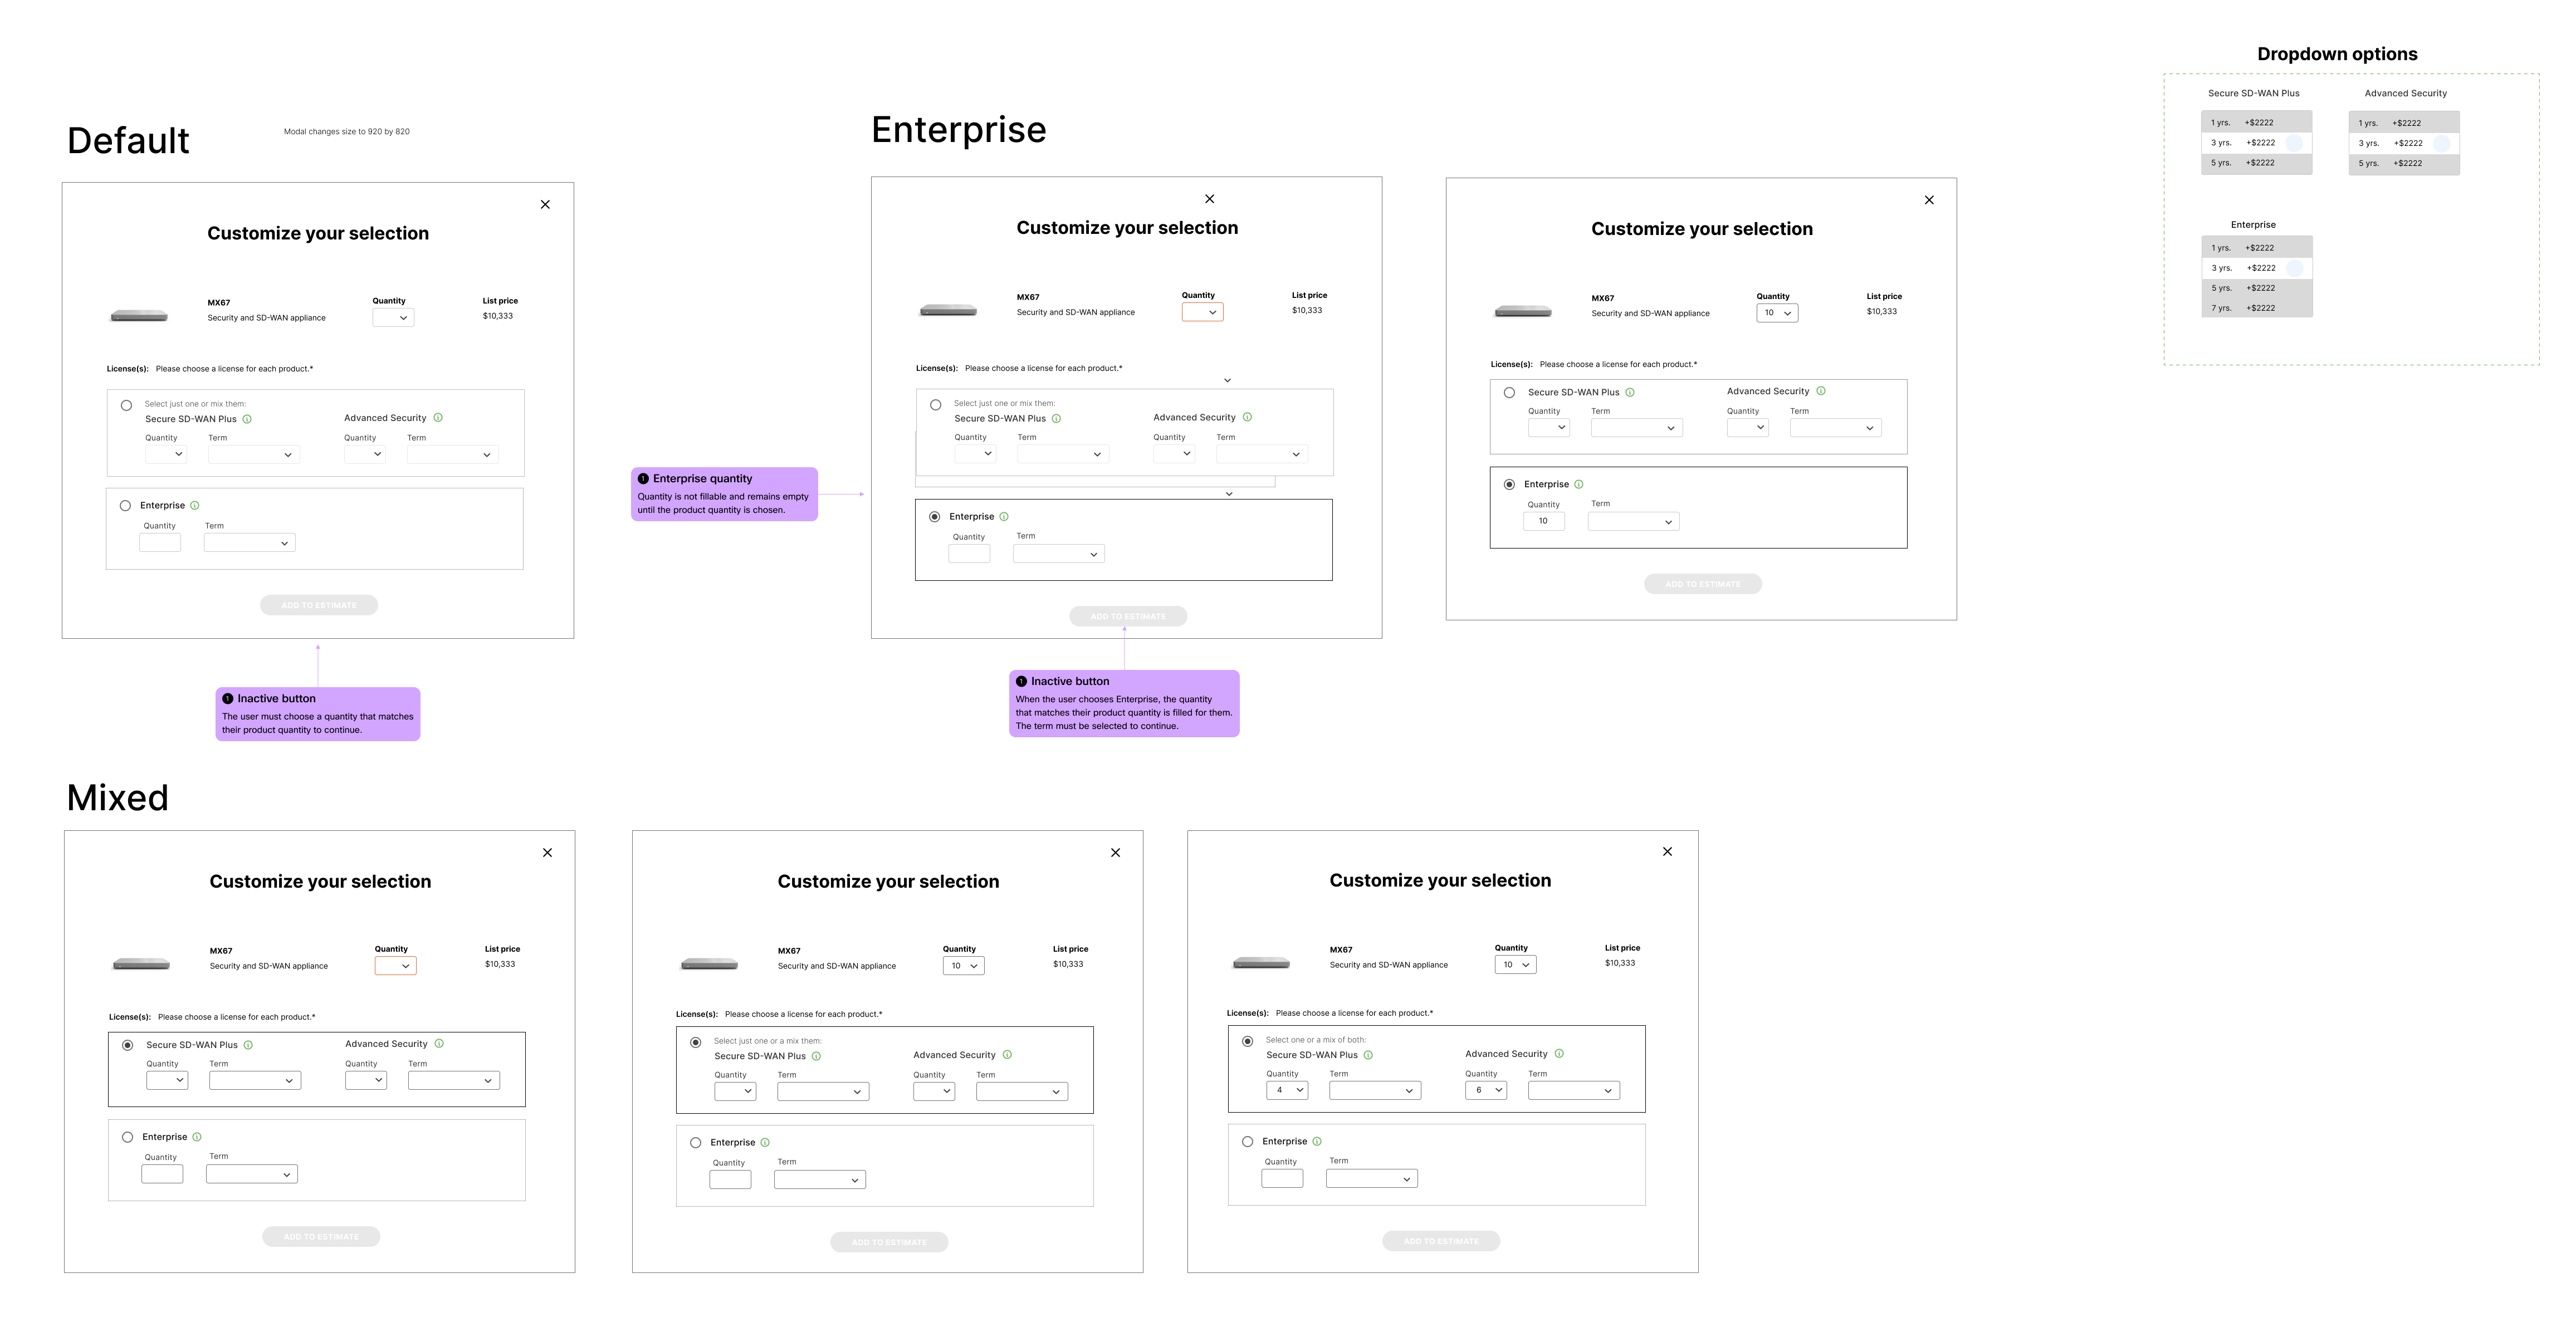 Dropdown options
Secure SD-WAN Plus
1 yrs. +$2222
3 yrs. +$2222
5 yrs. +$2222
Advanced Security
1 yrs. +$2222
3 yrs. +$2222
5 yrs. +$2222
Enterprise
1 yrs. +$2222
3 yrs. +$2222
5 yrs. +$2222
7 yrs. +$2222
Default
Modal changes size to 920 by 820
Customize your selection
MX67
Security and SD-WAN appliance
Quantity
List price
$10,333
License(s): Please choose a license for each product.*
Select just one or mix them:
Secure SD-WAN Plus
Advanced Security
Quantity Term Quantity Term
Enterprise
Quantity Term
ADD TO ESTIMATE
1 Inactive button
The user must choose a quantity that matches
their product quantity to continue.
Enterprise
1 Enterprise quantity
Quantity is not fillable and remains empty
until the product quantity is chosen.
Customize your selection
MX67
Security and SD-WAN appliance
Quantity
List price
$10,333
License(s): Please choose a license for each product.*
Select just one or mix them:
Secure SD-WAN Plus
Advanced Security
Quantity Term Quantity Term
Enterprise
Quantity Term
ADD TO ESTIMATE
1 Inactive button
When the user chooses Enterprise, the quantity
that matches their product quantity is filled for them.
The term must be selected to continue.
Customize your selection
MX67
Security and SD-WAN appliance
Quantity
10
List price
$10,333
License(s): Please choose a license for each product.*
Secure SD-WAN Plus
Advanced Security
Quantity Term Quantity Term
Enterprise
Quantity Term
10
ADD TO ESTIMATE
Mixed
Customize your selection
MX67
Security and SD-WAN appliance
Quantity
List price
$10,333
License(s): Please choose a license for each product.*
Secure SD-WAN Plus
Advanced Security
Quantity Term Quantity Term
Enterprise
Quantity Term
ADD TO ESTIMATE
Customize your selection
MX67
Security and SD-WAN appliance
Quantity
10
List price
$10,333
License(s): Please choose a license for each product.*
Select just one or a mix them:
Secure SD-WAN Plus
Advanced Security
Quantity Term Quantity Term
Enterprise
Quantity Term
ADD TO ESTIMATE
Customize your selection
MX67
Security and SD-WAN appliance
Quantity
10
List price
$10,333
License(s): Please choose a license for each product.*
Select one or a mix of both:
Secure SD-WAN Plus
Advanced Security
Quantity Term Quantity Term
4 6
Enterprise
Quantity Term
ADD TO ESTIMATE